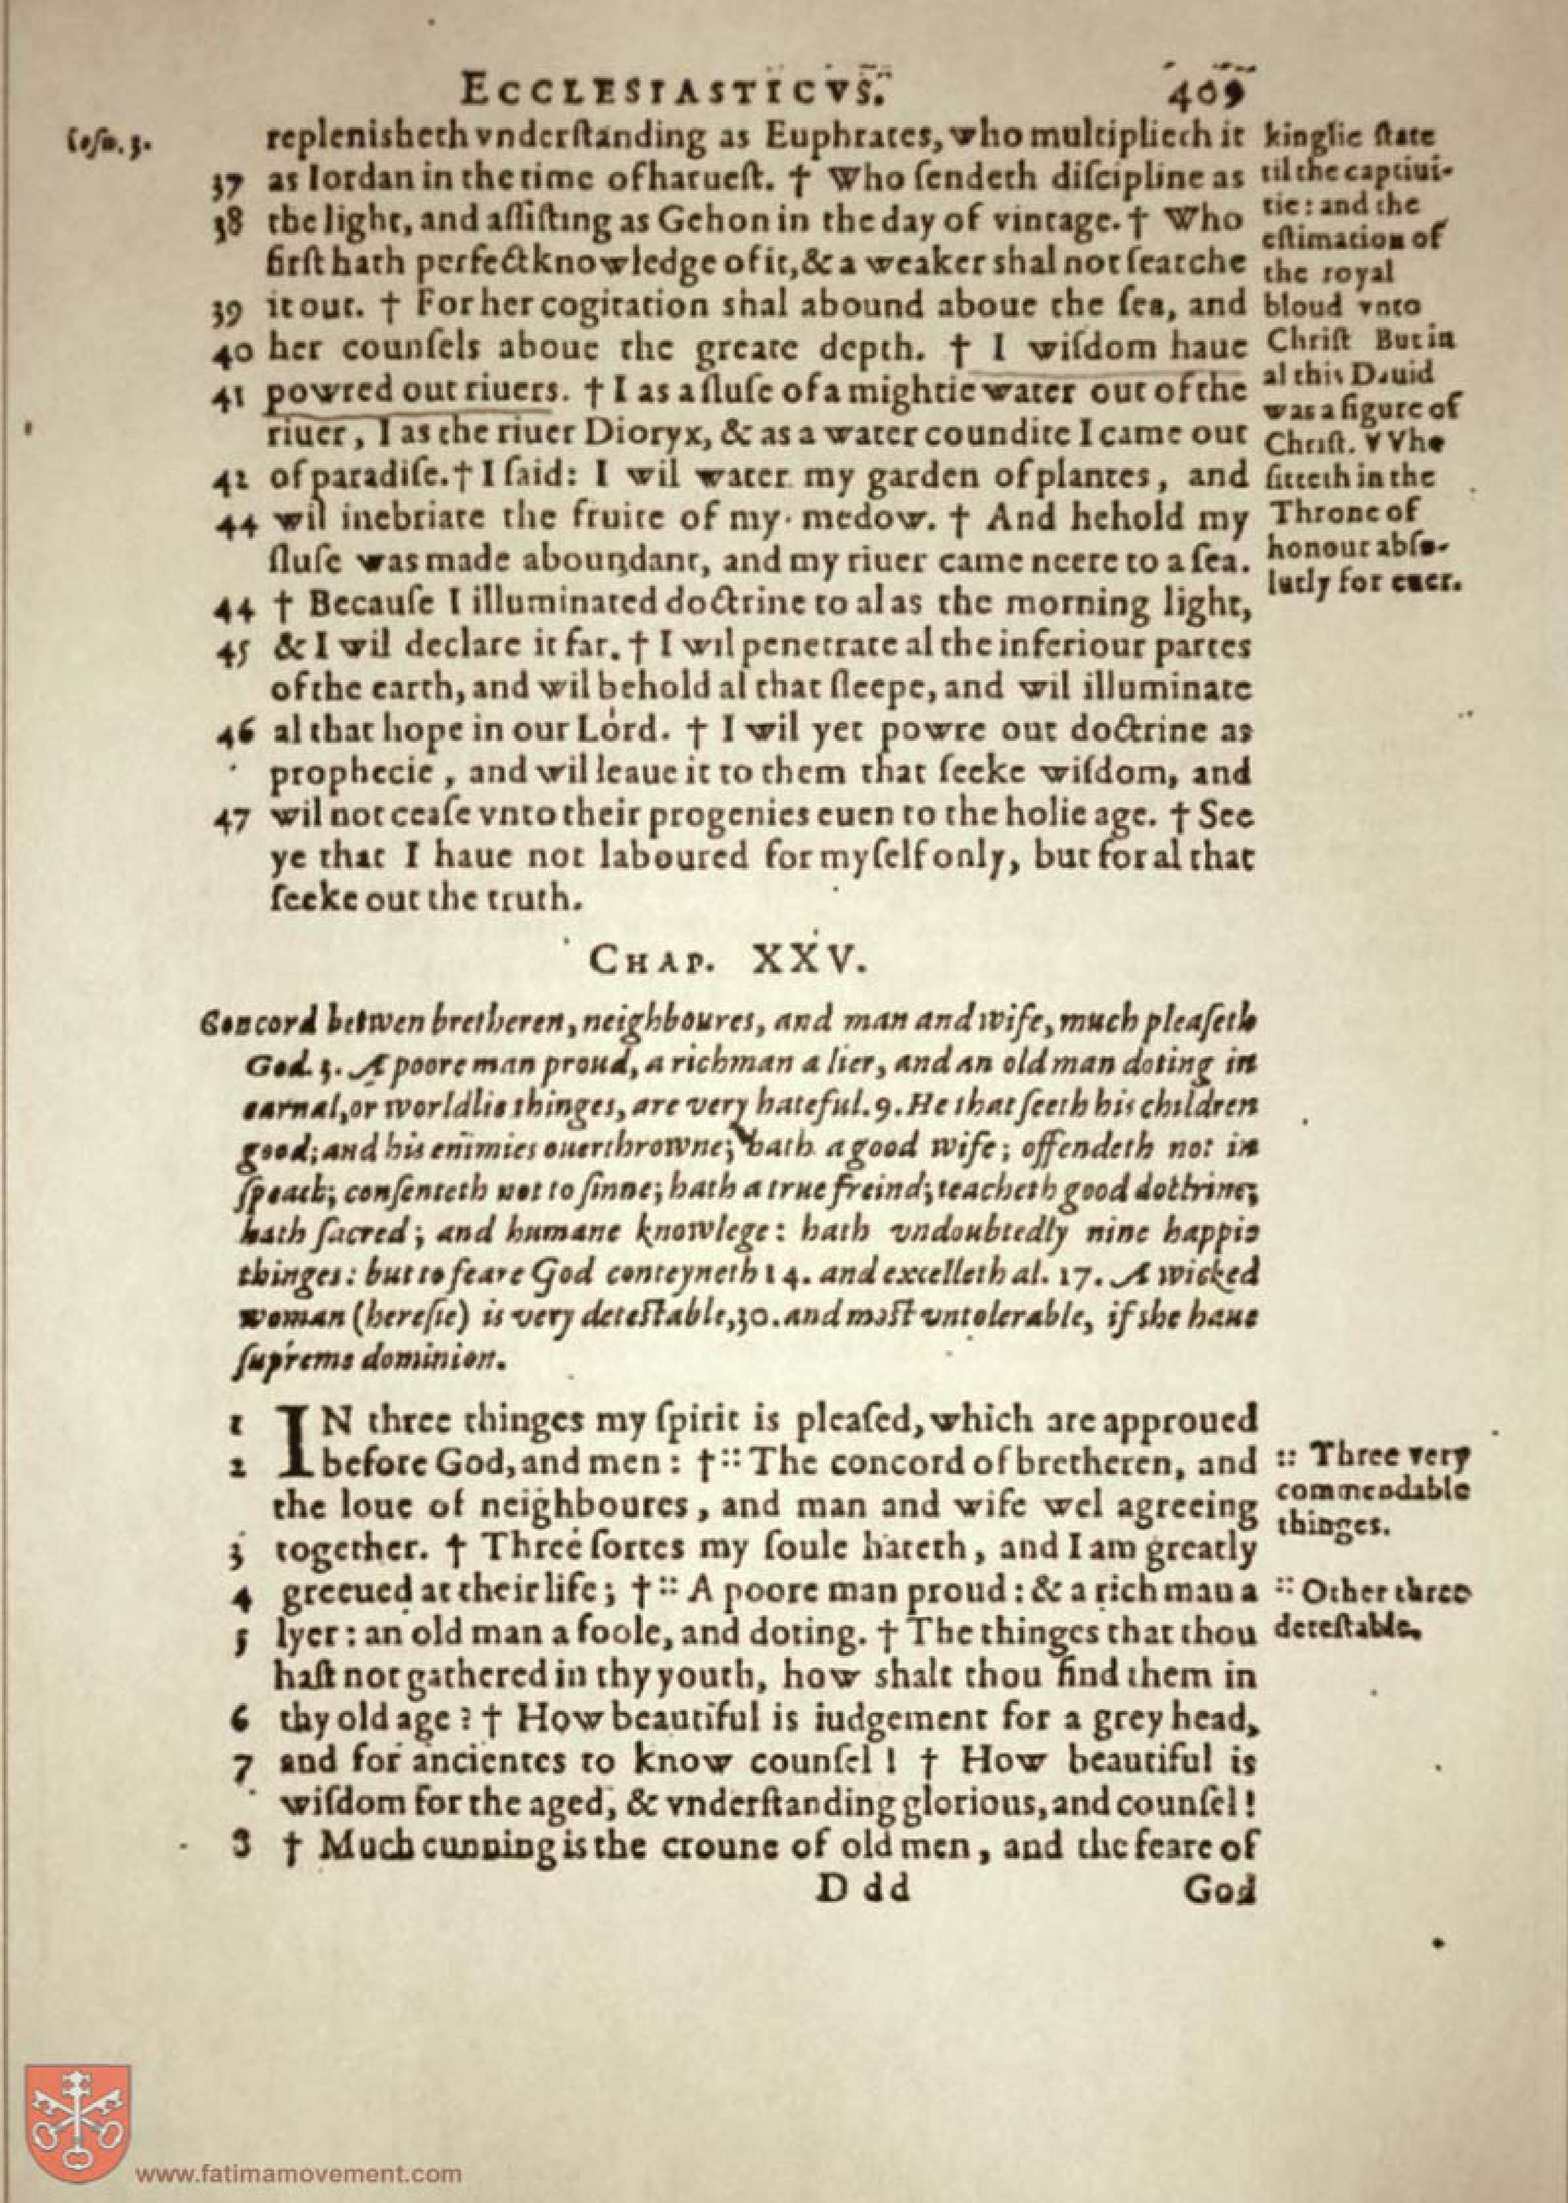 ECCLESIASTICVS. 409
Iosu. 3.
replenisheth vnderſtanding as Euphrates, who multiplieth it
37 as Iordan in the time of harueſt. † Who ſendeth diſcipline as
38 the light, and aſſiſting as Gehon in the day of vintage. † Who
firſt hath perfect knowledge of it, & a weaker shal not ſearche
39 it out. † For her cogitation shal abound aboue the ſea, and
40 her counſels aboue the greate depth. † I wiſdom haue
41 powred out riuers. † I as a ſluſe of a mightie water out of the
riuer, I as the riuer Dioryx, & as a water coundite I came out
42 of paradiſe. † I ſaid: I wil water my garden of plantes, and
44 wil inebriate the fruite of my medow. † And hehold my
ſluſe was made aboundant, and my riuer came neere to a ſea.
44 † Becauſe I illuminated doctrine to al as the morning light,
45 & I wil declare it far. † I wil penetrate al the inferiour partes
of the earth, and wil behold al that ſleepe, and wil illuminate
46 al that hope in our Lord. † I wil yet powre out doctrine as
prophecie, and wil leaue it to them that ſeeke wiſdom, and
47 wil not ceaſe vnto their progenies euen to the holie age. † See
ye that I haue not laboured for my ſelf only, but for al that
ſeeke out the truth.
kinglie ſtate
til the captiui-
tie: and the
eſtimation of
the royal
bloud vnto
Chriſt But in
al this Dauid
was a figure of
Chriſt. VVho
ſitteth in the
Throne of
honour abſo-
lutly for euer.
CHAP. XXV.
Concord betwen bretheren, neighboures, and man and wife, much pleaſeth
God. 3. A poore man proud, a richman a lier, and an old man doting in
carnal, or worldlie thinges, are very hateful. 9. He that ſeeth his children
good; and his enimies ouerthrowne; hath a good wife; offendeth not in
ſpeach; conſenteth not to ſinne; hath a true freind; teacheth good doctrine;
hath ſacred; and humane knowlege: hath vndoubtedly nine happie
thinges: but to feare God conteyneth 14. and excelleth al. 17. A wicked
woman (hereſie) is very deteſtable, 30. and moſt vntolerable, if she haue
ſupreme dominion.
1 IN three thinges my ſpirit is pleaſed, which are approued
2 before God, and men: † :: The concord of bretheren, and
the loue of neighboures, and man and wife wel agreeing
3 together. † Three ſortes my ſoule hateth, and I am greatly
4 greeued at their life; † :: A poore man proud: & a rich man a
5 lyer: an old man a foole, and doting. † The thinges that thou
haſt not gathered in thy youth, how shalt thou find them in
6 thy old age? † How beautiful is iudgement for a grey head,
7 and for ancientes to know counſel! † How beautiful is
wiſdom for the aged, & vnderſtanding glorious, and counſel!
8 † Much cunning is the croune of old men, and the feare of
:: Three very
commendable
thinges.
:: Other three
deteſtable.
D dd God
www.fatimamovement.com